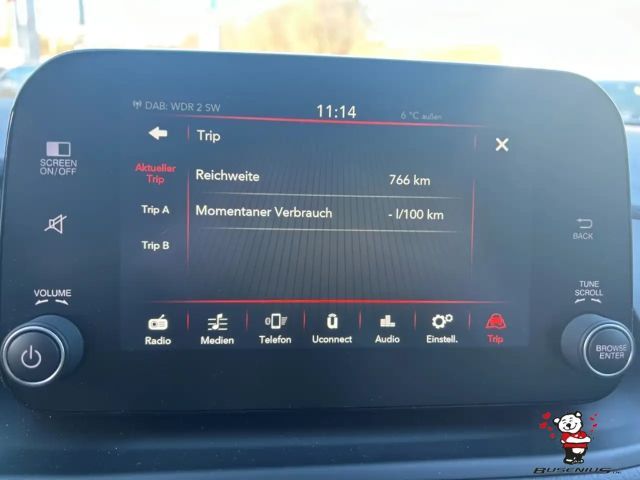 DAB: WDR 2 SW
11:14
6 °C außen
Trip
SCREEN
ON/OFF
Aktueller
Trip
Reichweite
766 km
Trip A
Momentaner Verbrauch
- l/100 km
Trip B
BACK
VOLUME
TUNE
SCROLL
Radio
Medien
Telefon
Uconnect
Audio
Einstell.
Trip
BROWSE
ENTER
BUSENIUS